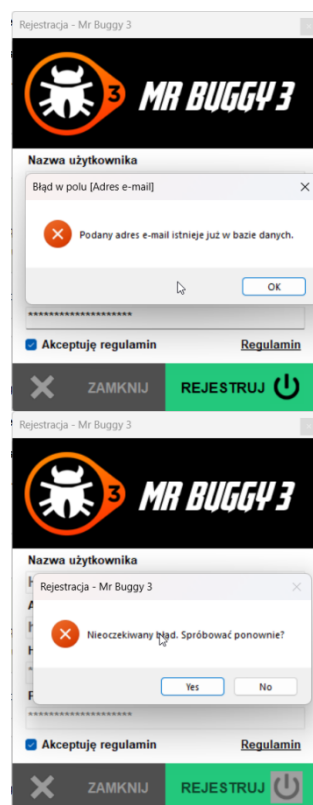 Rejestracja - Mr Buggy 3
3 MR BUGGY 3
Nazwa użytkownika
Błąd w polu [Adres e-mail]
Podany adres e-mail istnieje już w bazie danych.
OK
********************
Akceptuję regulamin Regulamin
ZAMKNIJ REJESTRUJ
Rejestracja - Mr Buggy 3
3 MR BUGGY 3
Nazwa użytkownika
Rejestracja - Mr Buggy 3
Nieoczekiwany błąd. Spróbować ponownie?
Yes No
********************
Akceptuję regulamin Regulamin
ZAMKNIJ REJESTRUJ